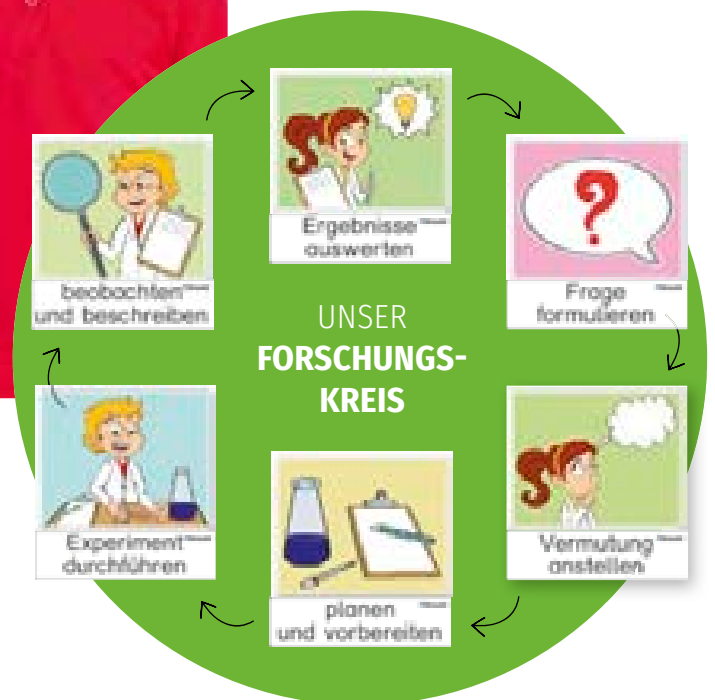 Ergebnisse
auswerten
beobachten
und beschreiben
Frage
formulieren
UNSER
FORSCHUNGS-
KREIS
Experiment
durchführen
Vermutung
anstellen
planen
und vorbereiten